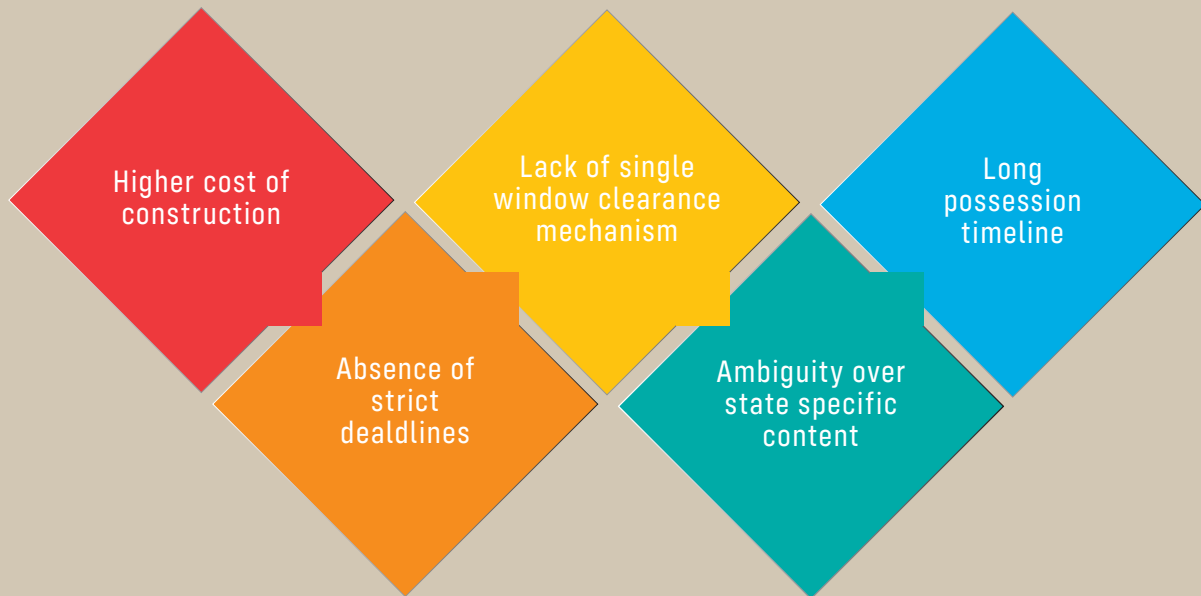 Higher cost of
construction
Lack of single
window clearance
mechanism
Long
possession
timeline
Absence of
strict
dealdlines
Ambiguity over
state specific
content